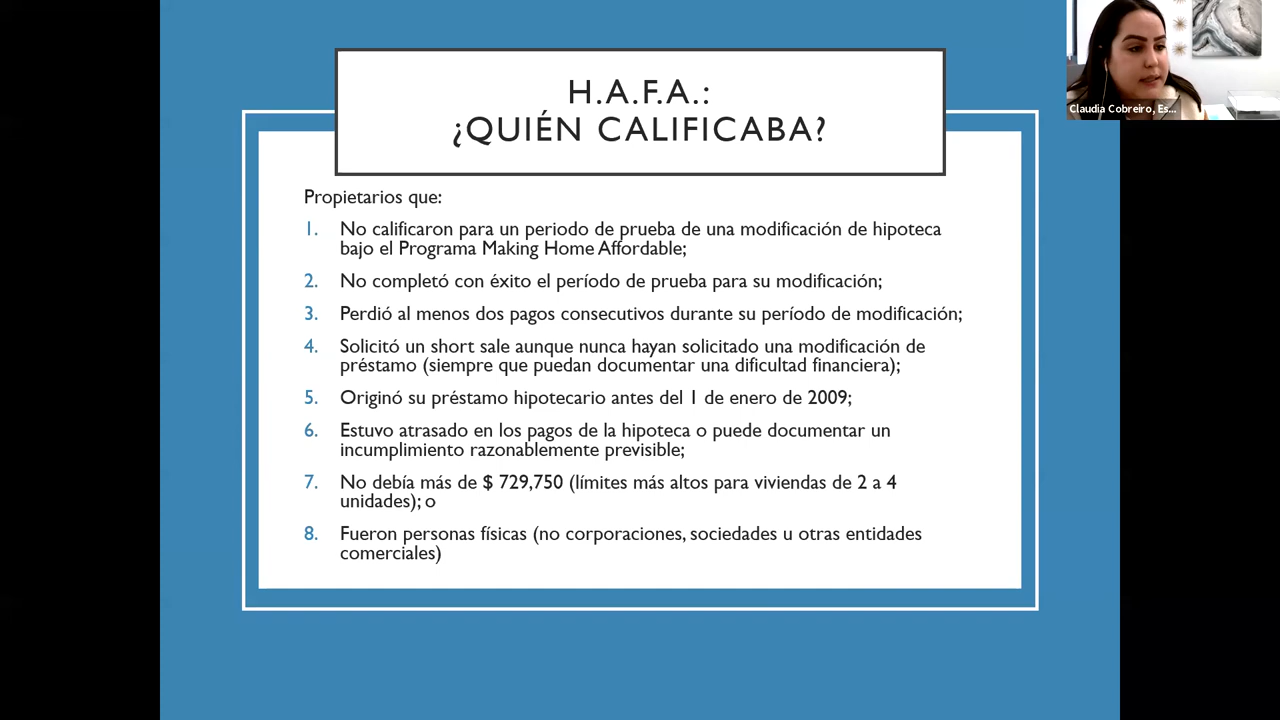 H.A.F.A.:
¿QUIÉN CALIFICABA?
Claudia Cobreiro, Es...
Propietarios que:
1. No calificaron para un periodo de prueba de una modificación de hipoteca
bajo el Programa Making Home Affordable;
2. No completó con éxito el período de prueba para su modificación;
3. Perdió al menos dos pagos consecutivos durante su período de modificación;
4. Solicitó un short sale aunque nunca hayan solicitado una modificación de
préstamo (siempre que puedan documentar una dificultad financiera);
5. Originó su préstamo hipotecario antes del 1 de enero de 2009;
6. Estuvo atrasado en los pagos de la hipoteca o puede documentar un
incumplimiento razonablemente previsible;
7. No debía más de $ 729,750 (límites más altos para viviendas de 2 a 4
unidades); o
8. Fueron personas físicas (no corporaciones, sociedades u otras entidades
comerciales)